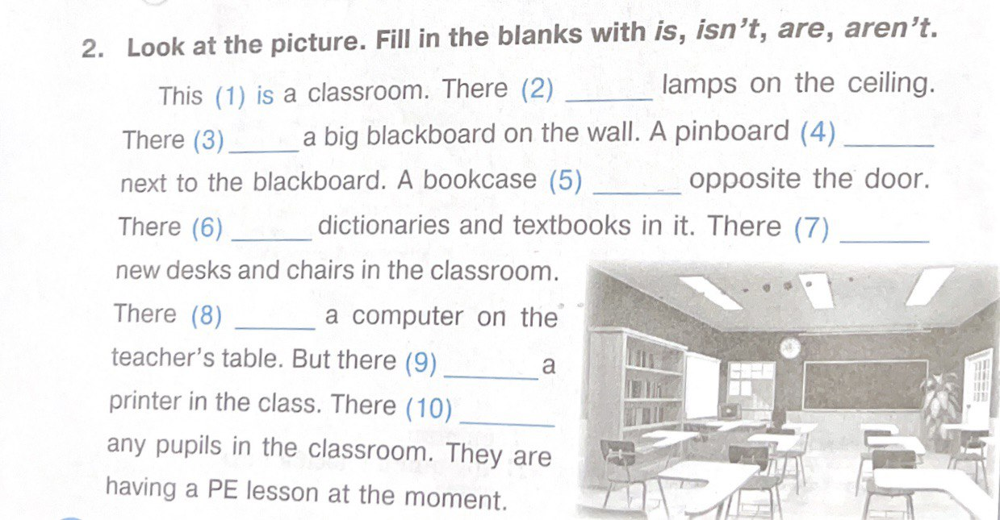 2. Look at the picture. Fill in the blanks with is, isn't, are, aren't.
This (1) is a classroom. There (2) ______ lamps on the ceiling.
There (3) ______ a big blackboard on the wall. A pinboard (4) ______
next to the blackboard. A bookcase (5) ______ opposite the door.
There (6) ______ dictionaries and textbooks in it. There (7) ______
new desks and chairs in the classroom.
There (8) ______ a computer on the
teacher's table. But there (9) ______ a
printer in the class. There (10) ______
any pupils in the classroom. They are
having a PE lesson at the moment.